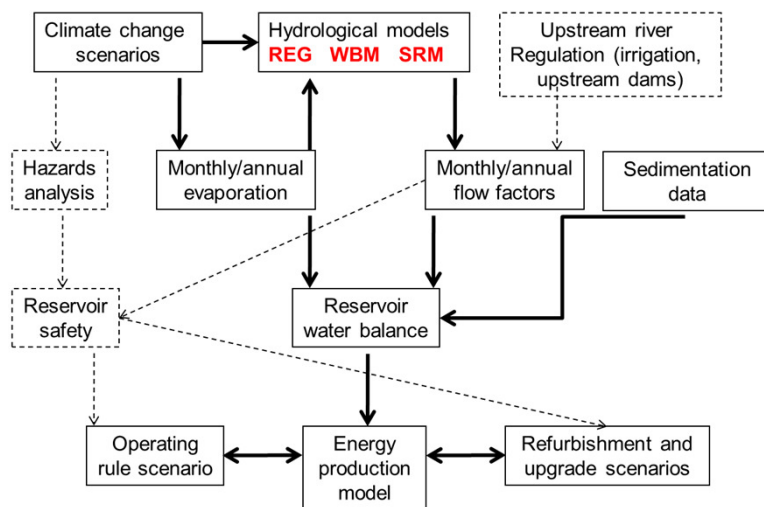 Climate change
scenarios
Hydrological models
REG WBM SRM
Upstream river
Regulation (irrigation,
upstream dams)
Hazards
analysis
Monthly/annual
evaporation
Monthly/annual
flow factors
Sedimentation
data
Reservoir
safety
Reservoir
water balance
Operating
rule scenario
Energy
production
model
Refurbishment and
upgrade scenarios